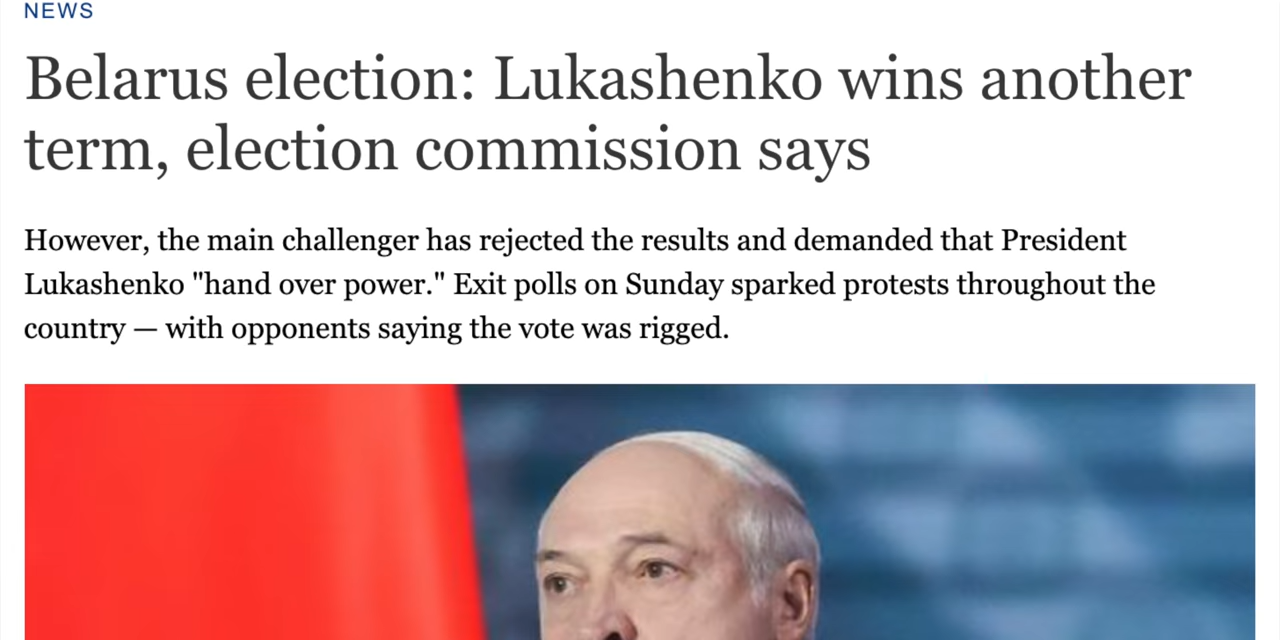 NEWS
Belarus election: Lukashenko wins another
term, election commission says
However, the main challenger has rejected the results and demanded that President
Lukashenko "hand over power." Exit polls on Sunday sparked protests throughout the
country — with opponents saying the vote was rigged.